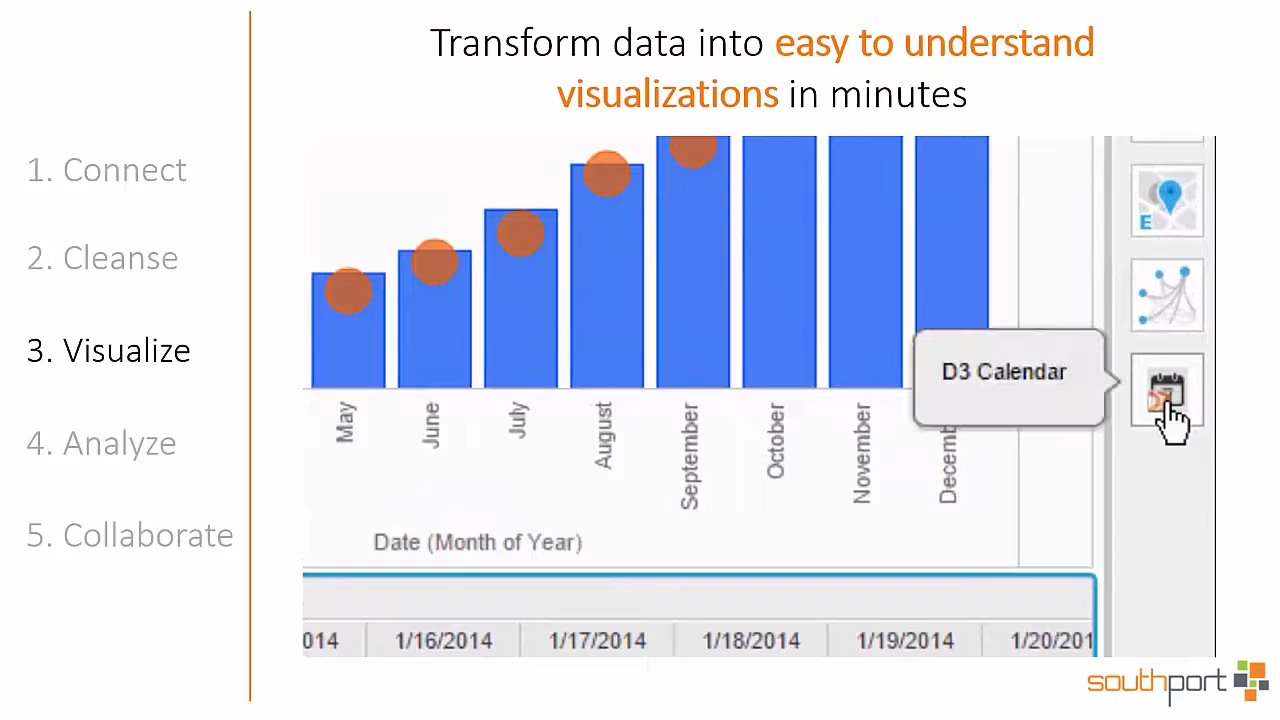 Transform data into easy to understand
visualizations in minutes
1. Connect
2. Cleanse
3. Visualize
4. Analyze
5. Collaborate
E
D3 Calendar
May
June
July
August
September
October
November
Decemb
Date (Month of Year)
014 1/16/2014 1/17/2014 1/18/2014 1/19/2014 1/20/201
southport